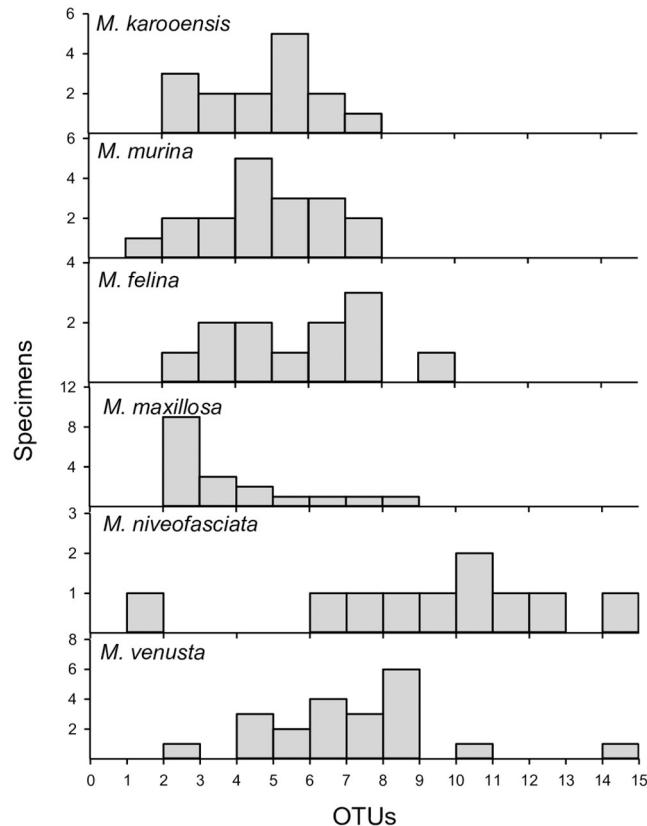 6
M. karooensis
4
2
6
M. murina
4
2
4
M. felina
2
12
M. maxillosa
8
4
3
M. niveofasciata
2
1
8
M. venusta
6
4
2
0 1 2 3 4 5 6 7 8 9 10 11 12 13 14 15
Specimens
OTUs